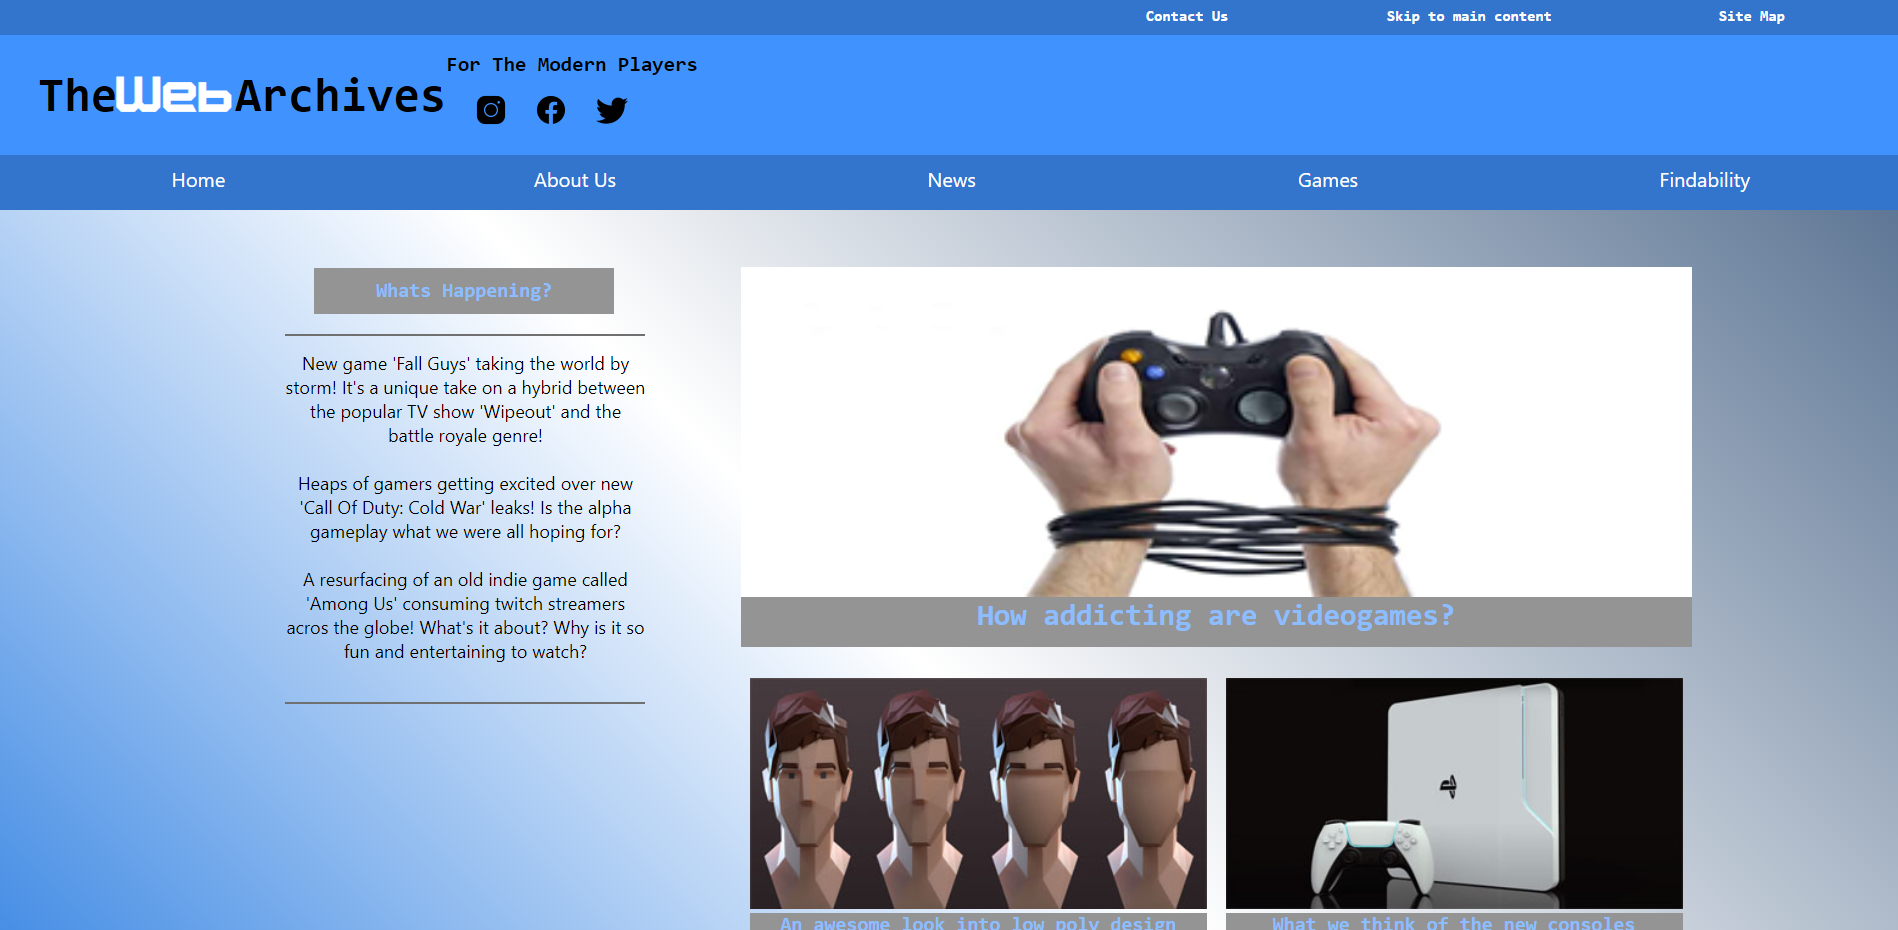 Contact Us
Skip to main content
Site Map
For The Modern Players
TheWebArchives
Home
About Us
News
Games
Findability
Whats Happening?
New game 'Fall Guys' taking the world by
storm! It's a unique take on a hybrid between
the popular TV show 'Wipeout' and the
battle royale genre!
Heaps of gamers getting excited over new
'Call Of Duty: Cold War' leaks! Is the alpha
gameplay what we were all hoping for?
A resurfacing of an old indie game called
'Among Us' consuming twitch streamers
acros the globe! What's it about? Why is it so
fun and entertaining to watch?
How addicting are videogames?
An awesome look into low poly design
What we think of the new consoles